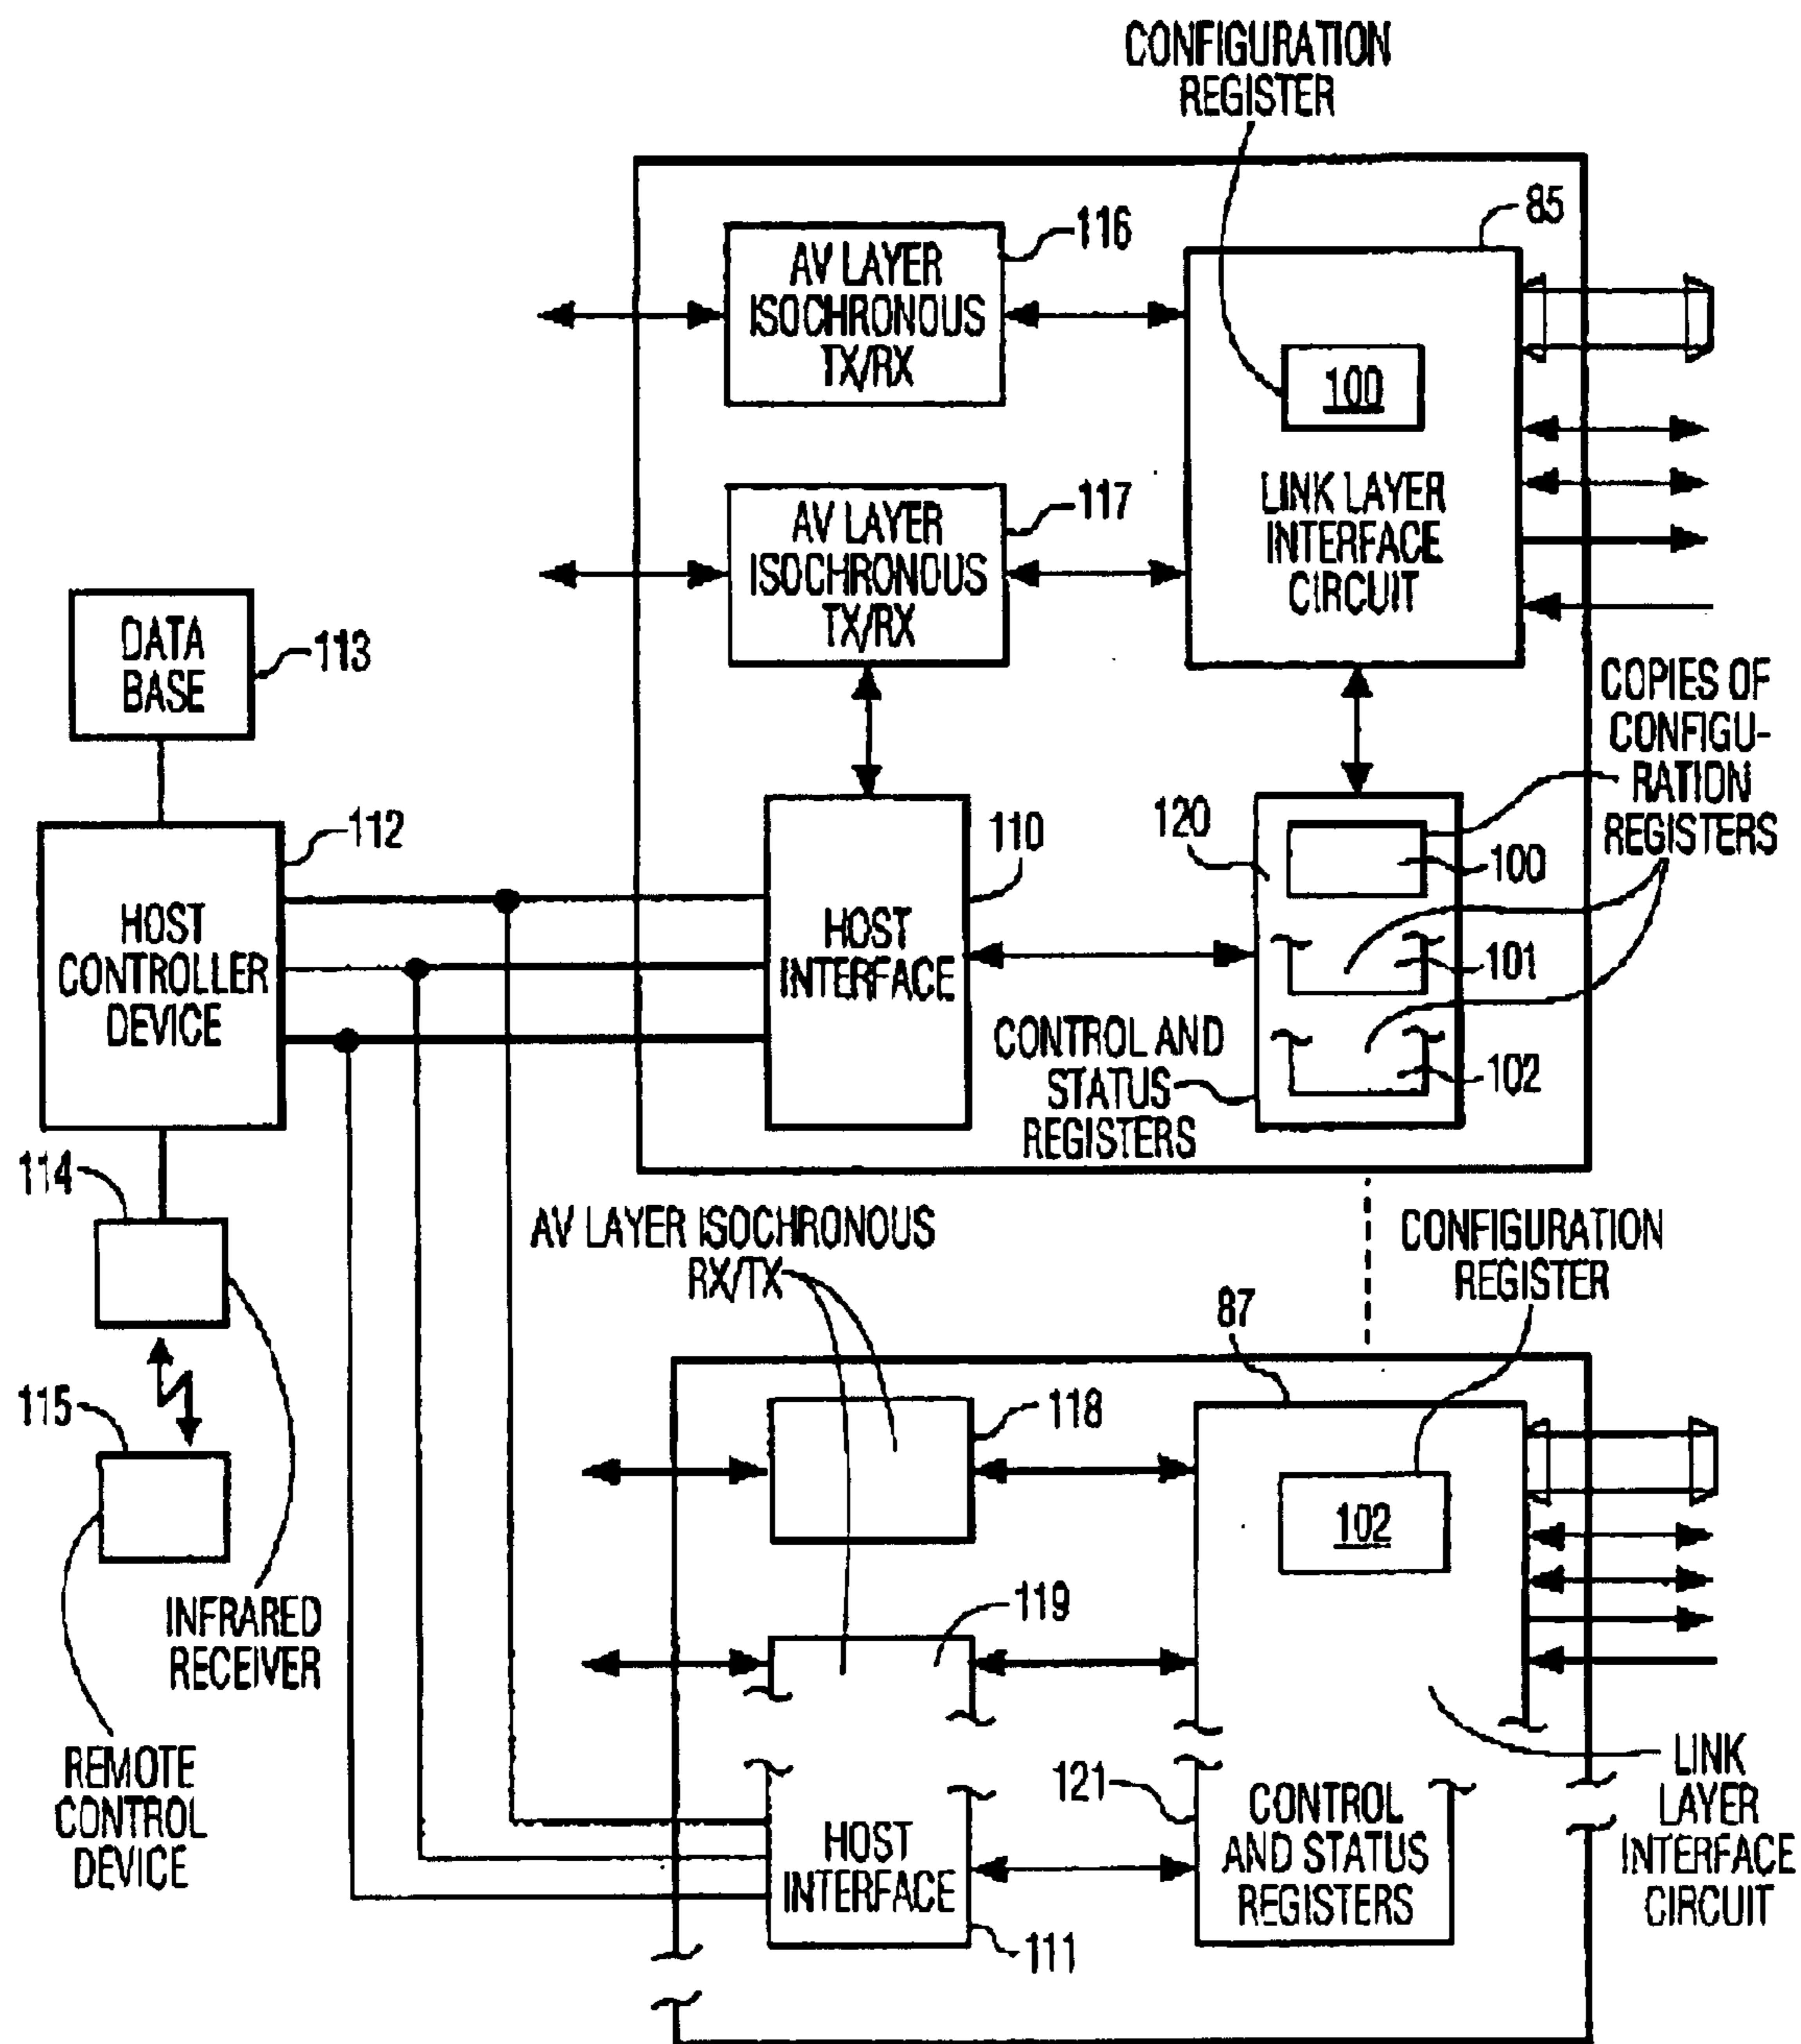 CONFIGURATION
REGISTER
85
116
AV LAYER
ISOCHRONOUS
TX/RX
100
117
AV LAYER
ISOCHRONOUS
TX/RX
LINK LAYER
INTERFACE
CIRCUIT
DATA
BASE
113
COPIES OF
CONFIGU-
RATION
REGISTERS
112
HOST
CONTROLLER
DEVICE
110
HOST
INTERFACE
120
100
101
102
CONTROL AND
STATUS
REGISTERS
114
AV LAYER ISOCHRONOUS
RX/TX
CONFIGURATION
REGISTER
87
115
118
102
119
INFRARED
RECEIVER
REMOTE
CONTROL
DEVICE
HOST
INTERFACE
111
121
CONTROL
AND STATUS
REGISTERS
LINK
LAYER
INTERFACE
CIRCUIT